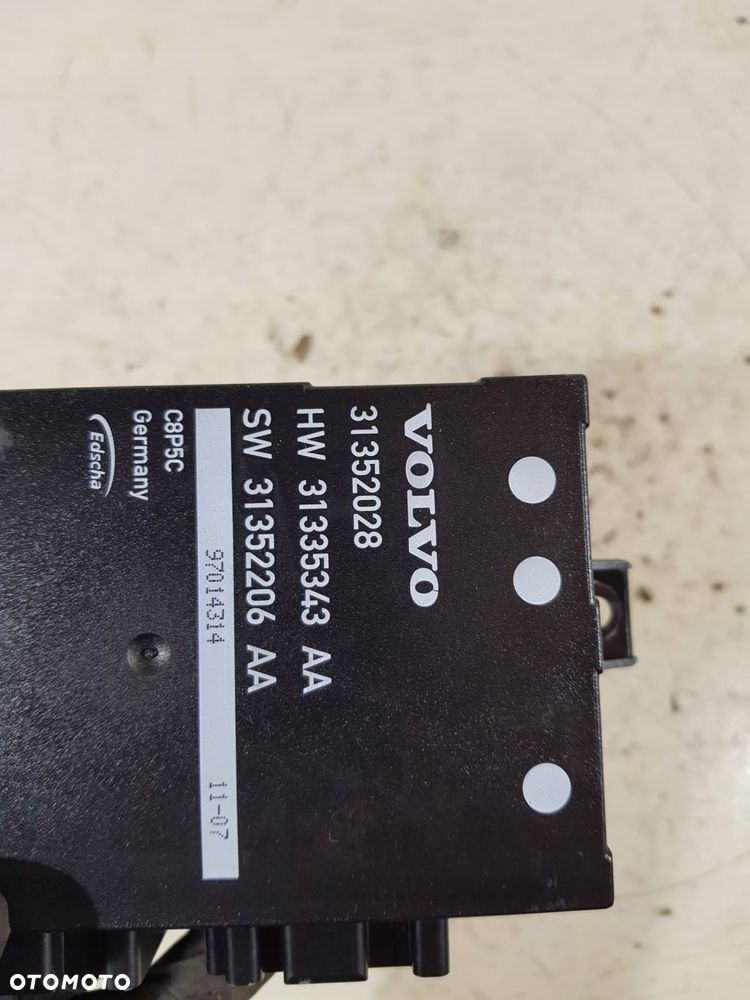 VOLVO
31352028
HW 31335343 AA
SW 31352206 AA
97014314 11-07
C8P5C
Germany
Edscha
OTOMOTO